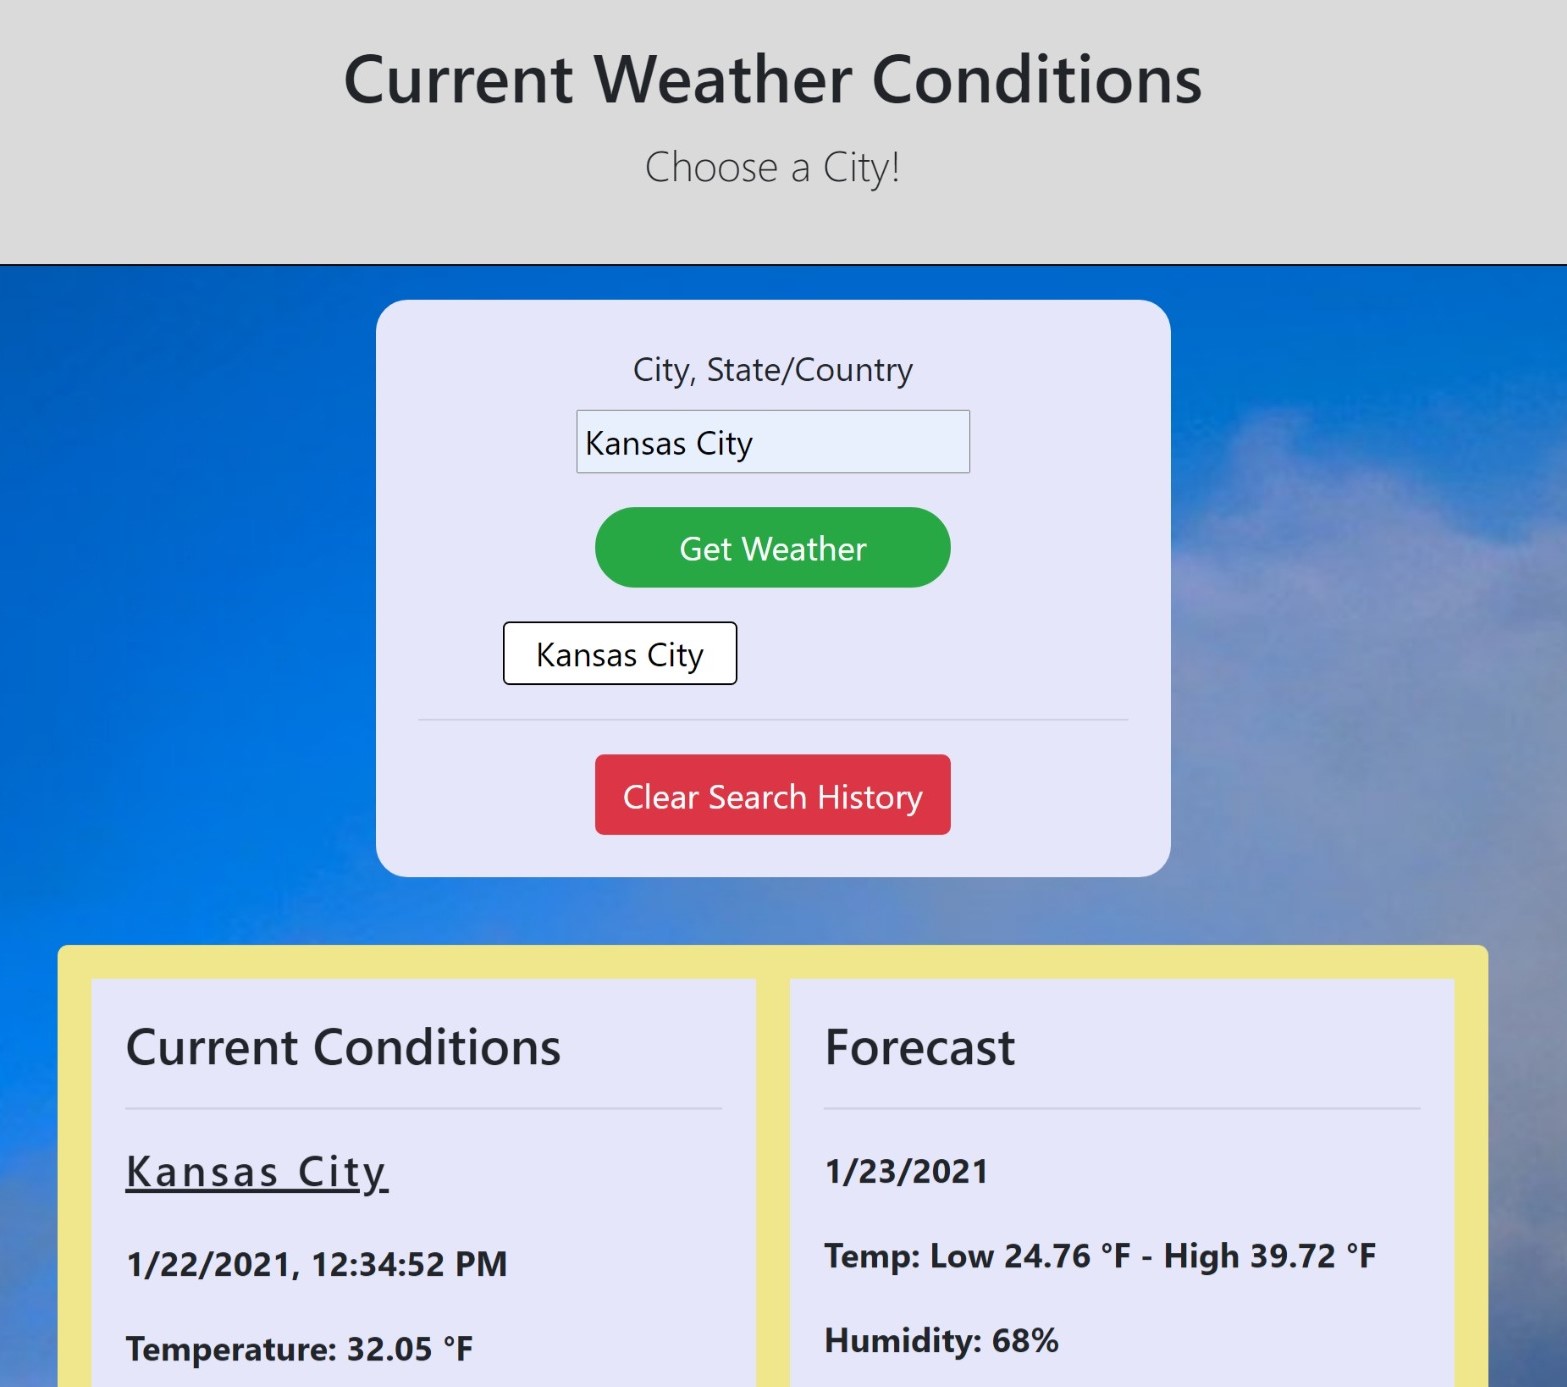 Current Weather Conditions
Choose a City!
City, State/Country
Kansas City
Get Weather
Kansas City
Clear Search History
Current Conditions
Kansas City
1/22/2021, 12:34:52 PM
Temperature: 32.05 °F
Forecast
1/23/2021
Temp: Low 24.76 °F - High 39.72 °F
Humidity: 68%